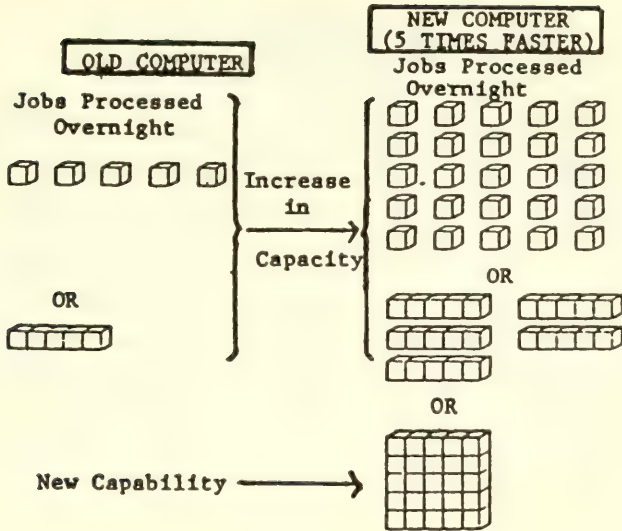 OLD COMPUTER
Jobs Processed
Overnight
OR
Increase
in
Capacity
NEW COMPUTER
(5 TIMES FASTER)
Jobs Processed
Overnight
OR
OR
New Capability